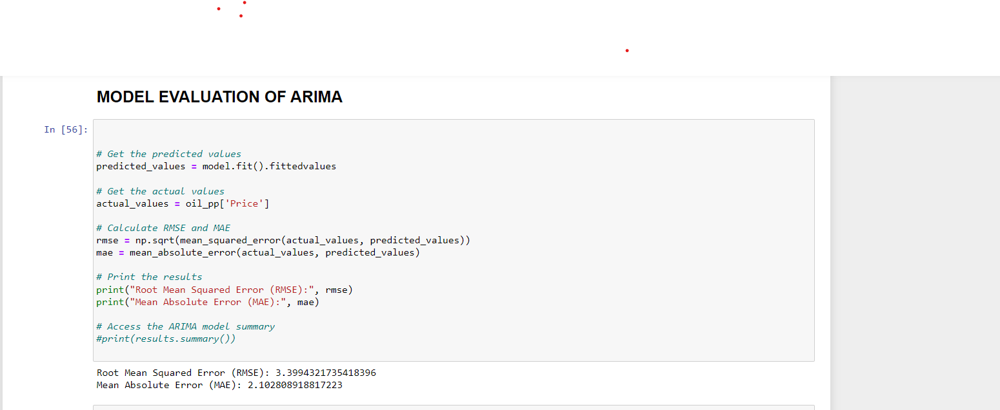 MODEL EVALUATION OF ARIMA
In [56]:
# Get the predicted values
predicted_values = model.fit().fittedvalues
# Get the actual values
actual_values = oil_pp['Price']
# Calculate RMSE and MAE
rmse = np.sqrt(mean_squared_error(actual_values, predicted_values))
mae = mean_absolute_error(actual_values, predicted_values)
# Print the results
print("Root Mean Squared Error (RMSE):", rmse)
print("Mean Absolute Error (MAE):", mae)
# Access the ARIMA model summary
#print(results.summary())
Root Mean Squared Error (RMSE): 3.3994321735418396
Mean Absolute Error (MAE): 2.102808918817223